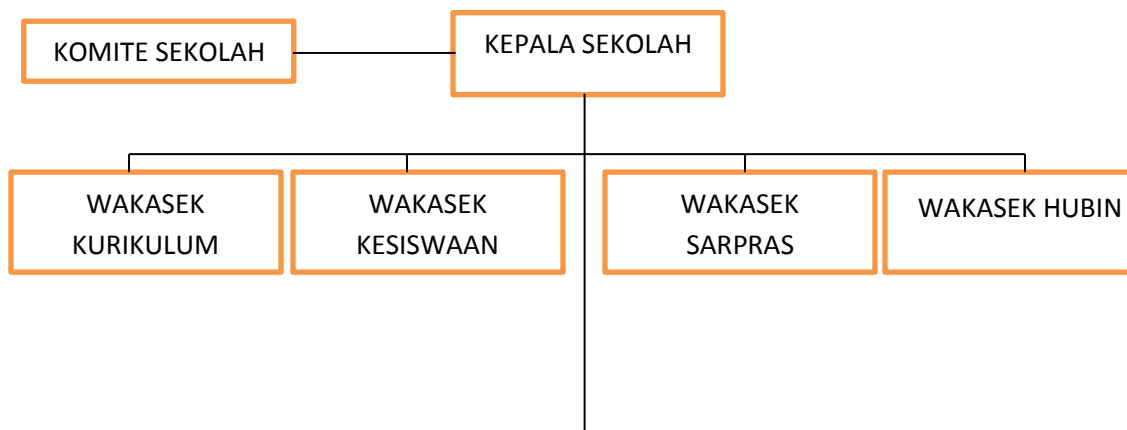 KOMITE SEKOLAH
KEPALA SEKOLAH
WAKASEK
KURIKULUM
WAKASEK
KESISWAAN
WAKASEK
SARPRAS
WAKASEK HUBIN